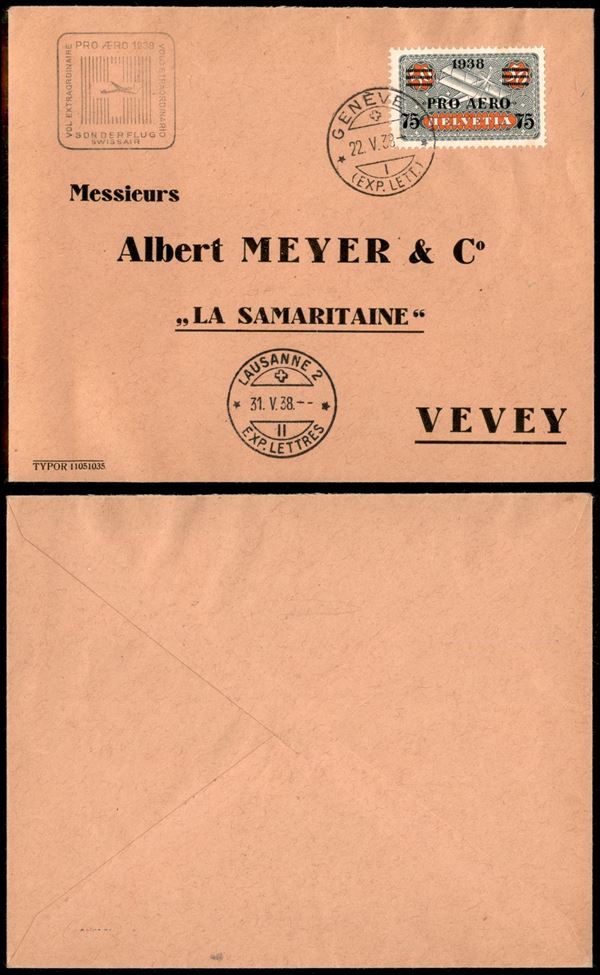 PRO ÆRO 1938
VOL EXTRAORDINAIRE
VOLO STRAORDINARIO
SONDERFLUG
SWISSAIR
1938
PRO AERO
75 HELVETIA 75
GENÈVE
22. V. 38
I
(EXP. LETT.)
Messieurs
Albert MEYER & Cº
„LA SAMARITAINE“
LAUSANNE 2
31. V. 38.--
II
EXP. LETTRES
VEVEY
TYPOR 11051035